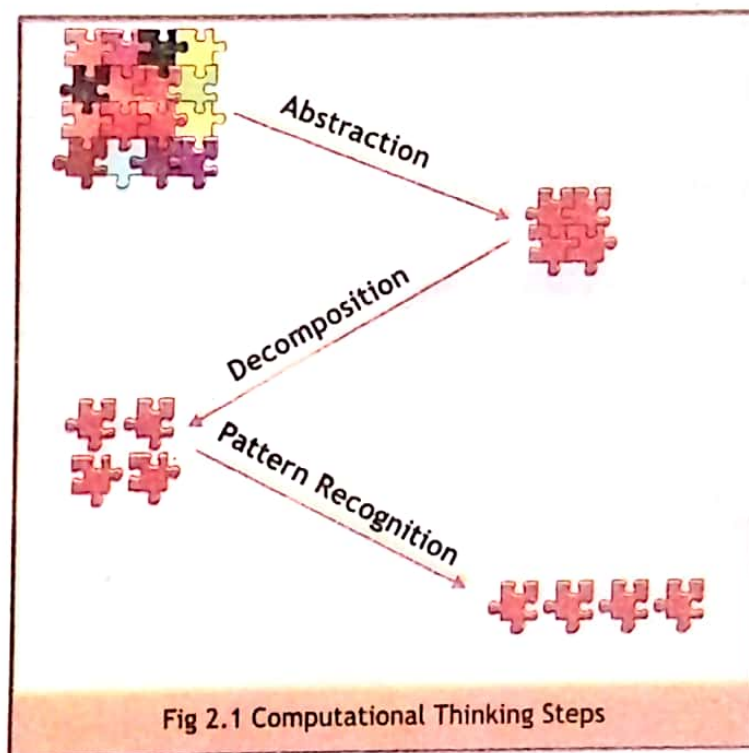 Abstraction
Decomposition
Pattern Recognition
Fig 2.1 Computational Thinking Steps